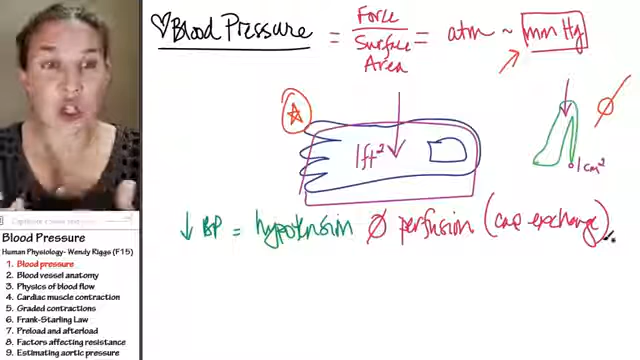 ♡Blood Pressure = Force / Surface Area = atm ~ mm Hg
1ft²
1cm²
↓ BP = hypotension ∅ perfusion (cap exchange)
Blood Pressure
Human Physiology- Wendy Riggs (F15)
1. Blood pressure
2. Blood vessel anatomy
3. Physics of blood flow
4. Cardiac muscle contraction
5. Graded contractions
6. Frank-Starling Law
7. Preload and afterload
8. Factors affecting resistance
9. Estimating aortic pressure